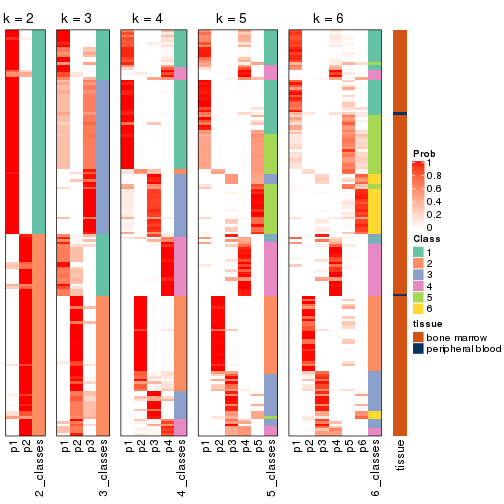 k = 2
k = 3
k = 4
k = 5
k = 6
Prob
1
0.8
0.6
0.4
0.2
0
Class
1
2
3
4
5
6
tissue
bone marrow
peripheral blood
p1
p2
2_classes
p1
p2
p3
3_classes
p1
p2
p3
p4
4_classes
p1
p2
p3
p4
p5
5_classes
p1
p2
p3
p4
p5
p6
6_classes
tissue